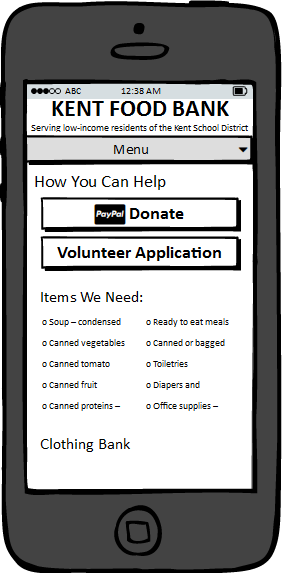 ABC 12:38 AM
KENT FOOD BANK
Serving low-income residents of the Kent School District
Menu
How You Can Help
PayPal Donate
Volunteer Application
Items We Need:
o Soup – condensed
o Ready to eat meals
o Canned vegetables
o Canned or bagged
o Canned tomato
o Toiletries
o Canned fruit
o Diapers and
o Canned proteins –
o Office supplies –
Clothing Bank